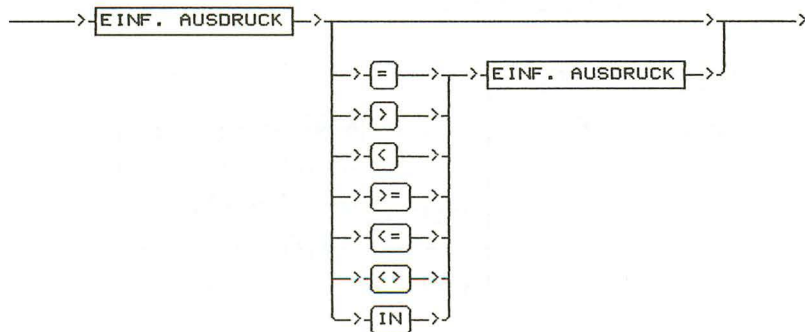 EINF. AUSDRUCK
=
EINF. AUSDRUCK
>
<
>=
<=
<>
IN